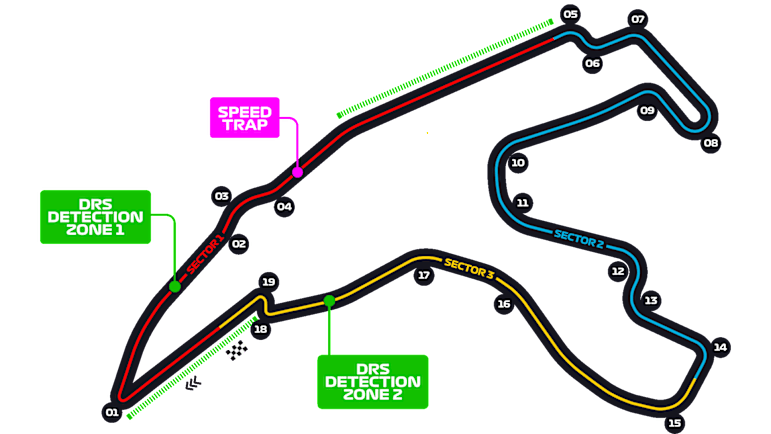 05
07
06
SPEED
TRAP
09
08
10
03
04
DRS
DETECTION
ZONE 1
11
02
SECTOR 1
SECTOR 2
17
SECTOR 3
12
19
16
13
18
14
DRS
DETECTION
ZONE 2
01
15